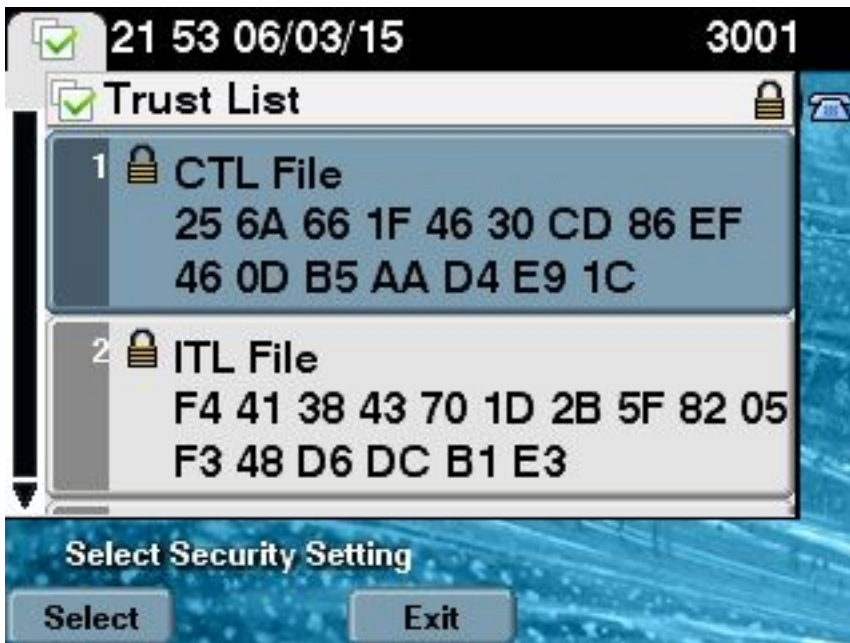 21 53 06/03/15 3001
Trust List
1 CTL File
25 6A 66 1F 46 30 CD 86 EF
46 0D B5 AA D4 E9 1C
2 ITL File
F4 41 38 43 70 1D 2B 5F 82 05
F3 48 D6 DC B1 E3
Select Security Setting
Select Exit